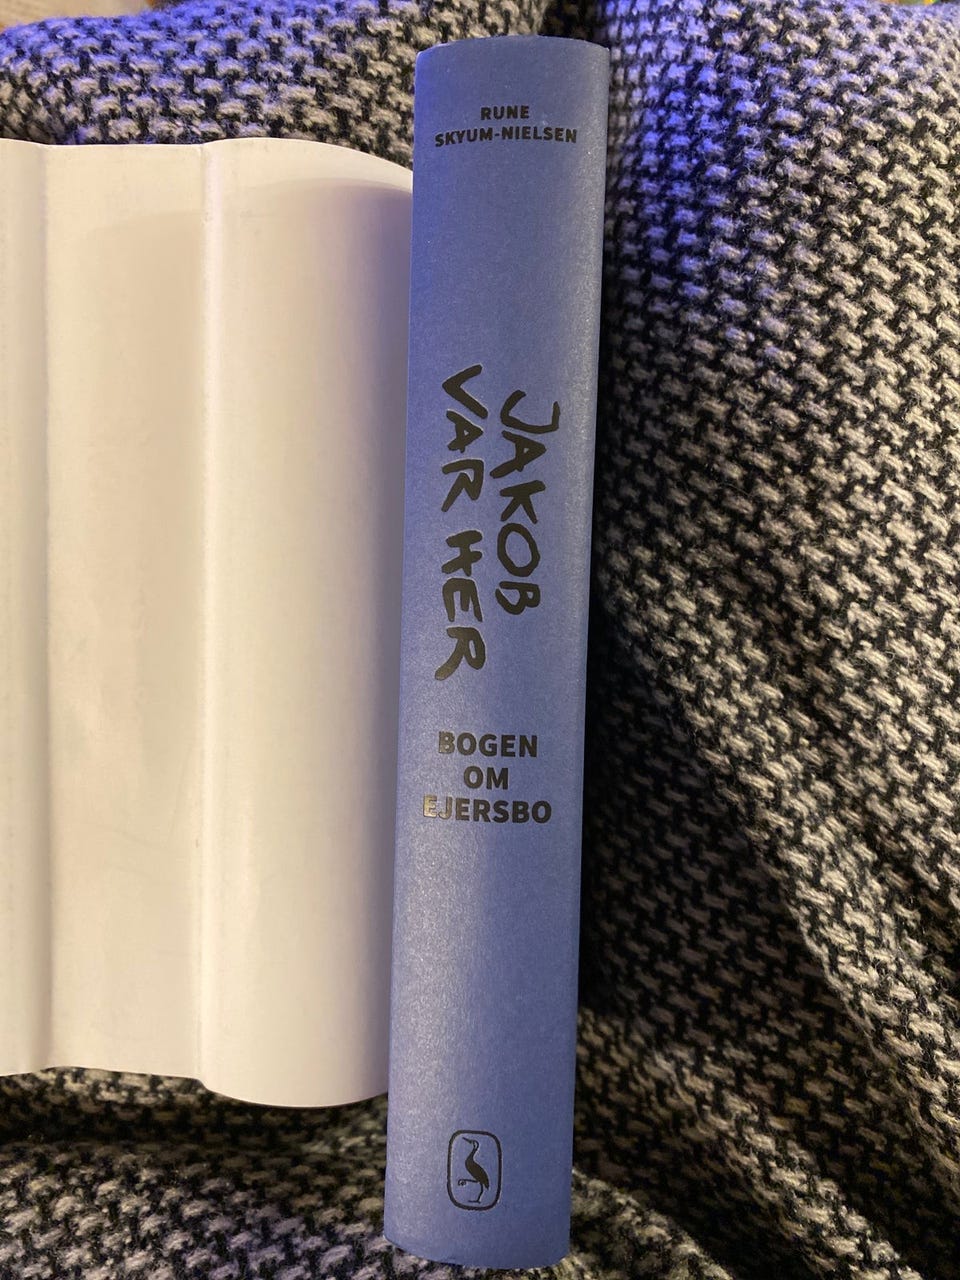 RUNE
SKYUM-NIELSEN
JAKOB
VAR HER
BOGEN
OM
EJERSBO